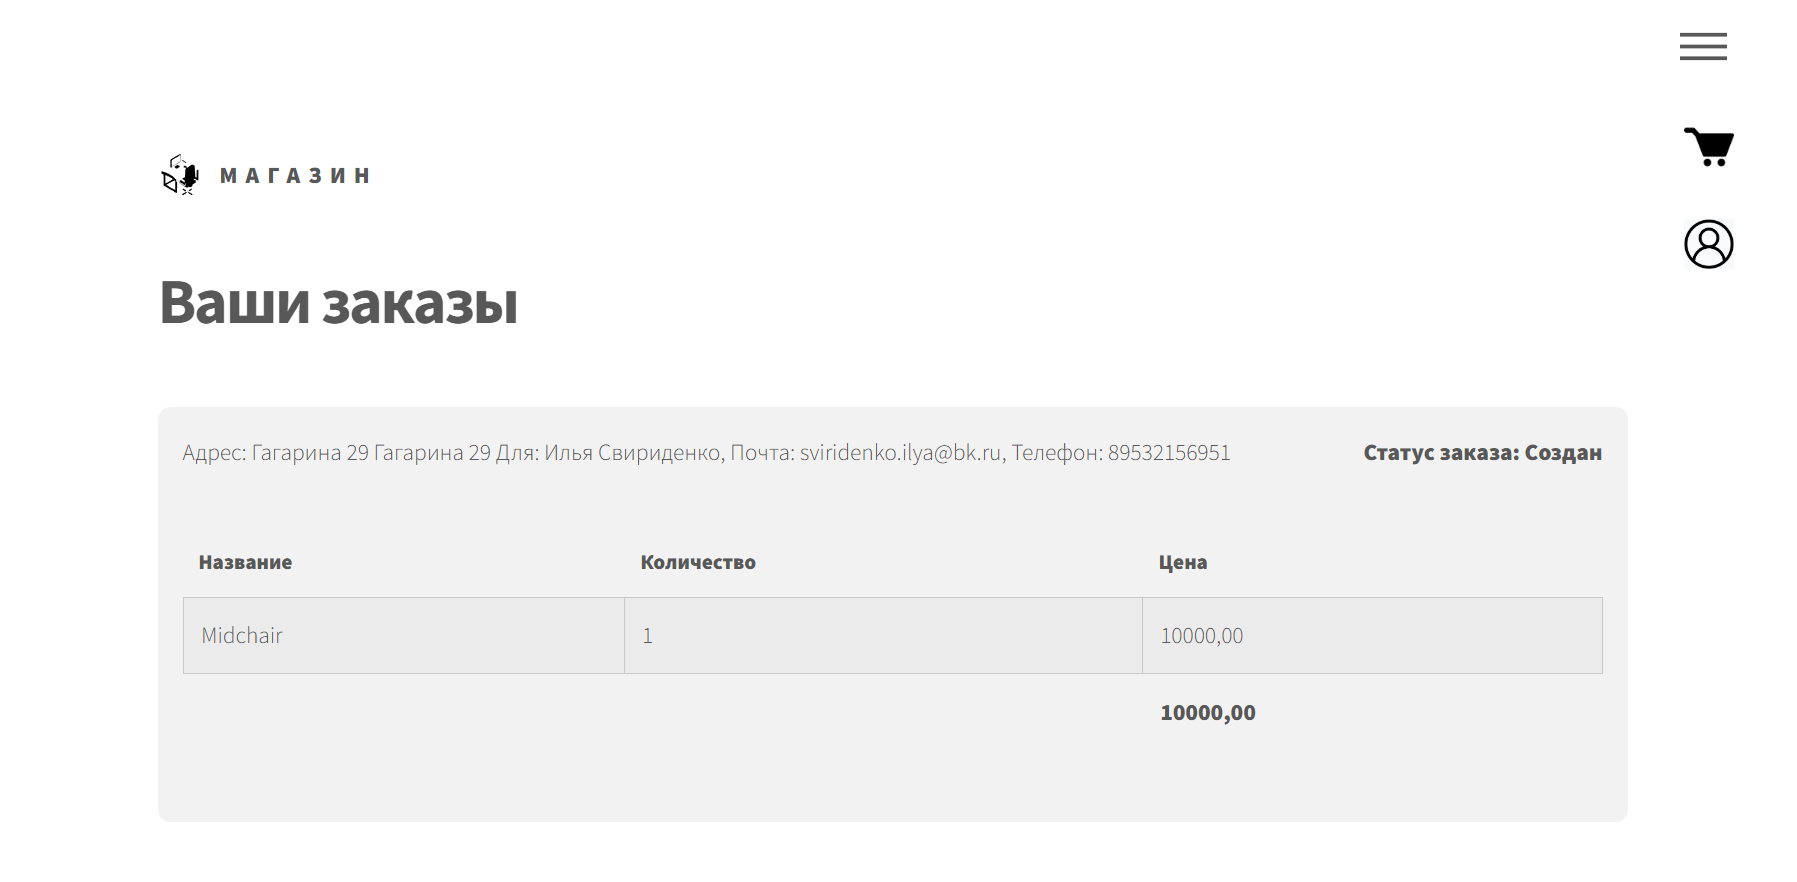 МАГАЗИН
Ваши заказы
Адрес: Гагарина 29 Гагарина 29 Для: Илья Свириденко, Почта: sviridenko.ilya@bk.ru, Телефон: 89532156951 Статус заказа: Создан
Название Количество Цена
Midchair 1 10000,00
10000,00